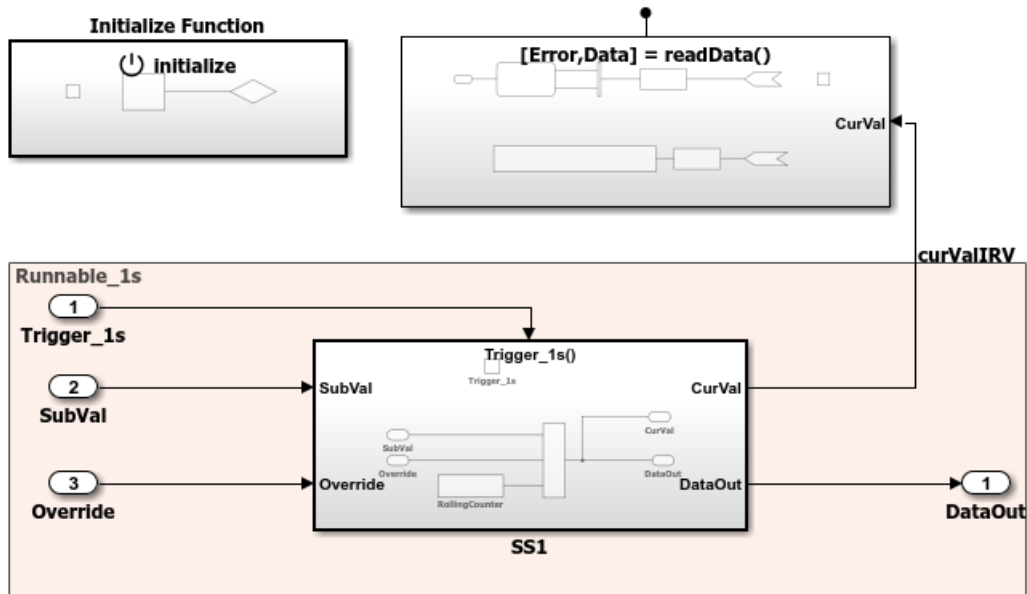 Initialize Function
initialize
[Error,Data] = readData()
CurVal
curValIRV
Runnable_1s
1
Trigger_1s
Trigger_1s()
Trigger_1s
2
SubVal
SubVal
CurVal
CurVal
SubVal
Override
DataOut
3
Override
Override
RollingCounter
DataOut
1
DataOut
SS1